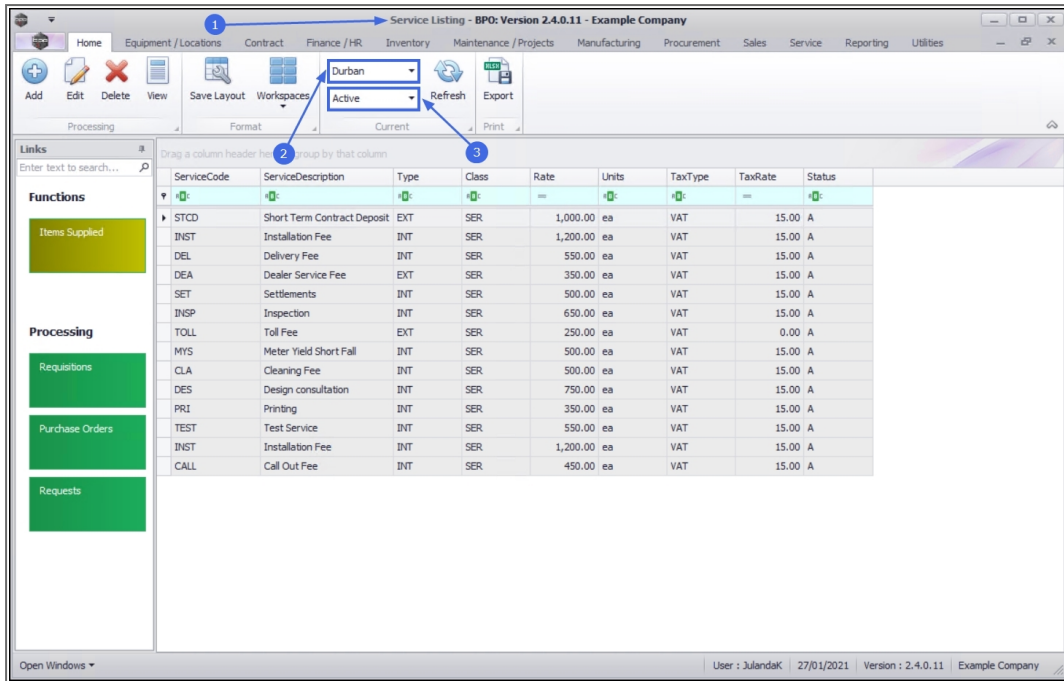 1
Service Listing - BPO: Version 2.4.0.11 - Example Company
Home Equipment / Locations Contract Finance / HR Inventory Maintenance / Projects Manufacturing Procurement Sales Service Reporting Utilities
Durban
Active
Add Edit Delete View Save Layout Workspaces Refresh Export
Processing Format Current Print
2 3
Links
Drag a column header here group by that column
Enter text to search...
ServiceCode ServiceDescription Type Class Rate Units TaxType TaxRate Status
Functions
STCD Short Term Contract Deposit EXT SER 1,000.00 ea VAT 15.00 A
Items Supplied
INST Installation Fee INT SER 1,200.00 ea VAT 15.00 A
DEL Delivery Fee INT SER 550.00 ea VAT 15.00 A
DEA Dealer Service Fee EXT SER 350.00 ea VAT 15.00 A
SET Settlements INT SER 500.00 ea VAT 15.00 A
INSP Inspection INT SER 650.00 ea VAT 15.00 A
Processing
TOLL Toll Fee EXT SER 250.00 ea VAT 0.00 A
MYS Meter Yield Short Fall INT SER 500.00 ea VAT 15.00 A
Requisitions
CLA Cleaning Fee INT SER 500.00 ea VAT 15.00 A
DES Design consultation INT SER 750.00 ea VAT 15.00 A
PRI Printing INT SER 350.00 ea VAT 15.00 A
Purchase Orders
TEST Test Service INT SER 550.00 ea VAT 15.00 A
INST Installation Fee INT SER 1,200.00 ea VAT 15.00 A
CALL Call Out Fee INT SER 450.00 ea VAT 15.00 A
Requests
Open Windows User : JulandaK 27/01/2021 Version : 2.4.0.11 Example Company